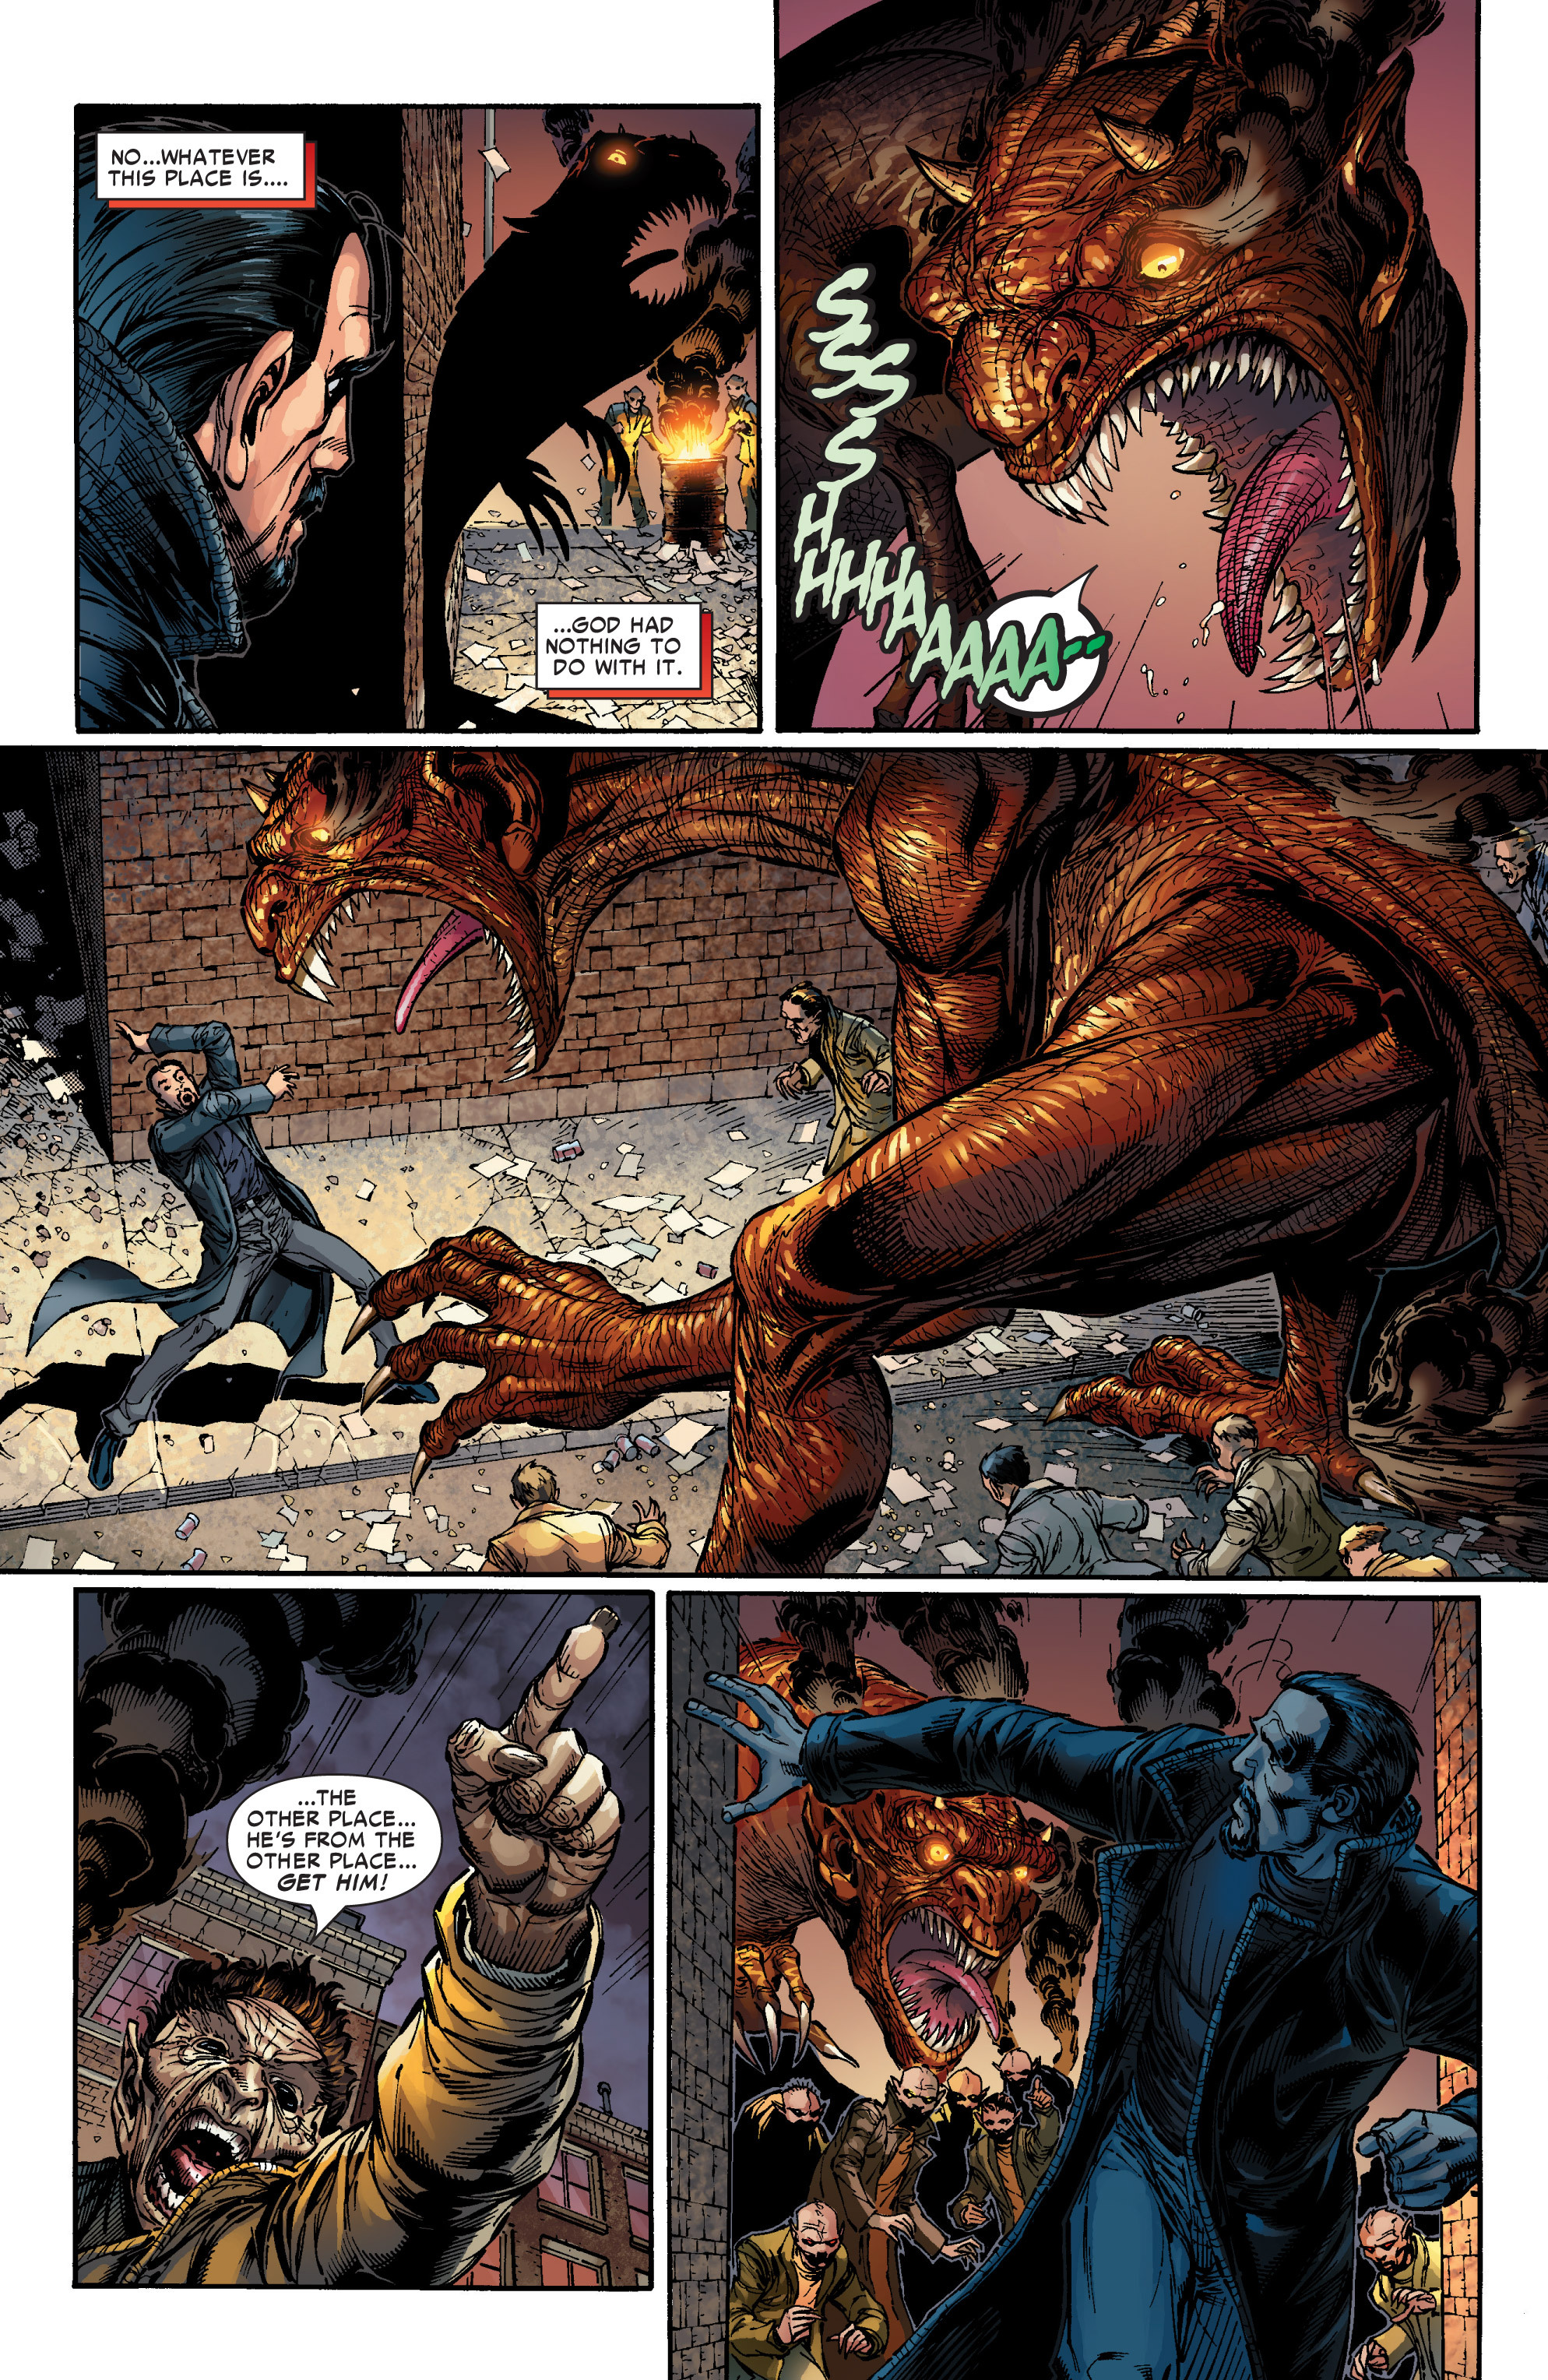 NO...WHATEVER
THIS PLACE IS....
...GOD HAD
NOTHING TO
DO WITH IT.
SSSSHHHHAAAAA--
...THE
OTHER PLACE...
HE'S FROM THE
OTHER PLACE...
GET HIM!